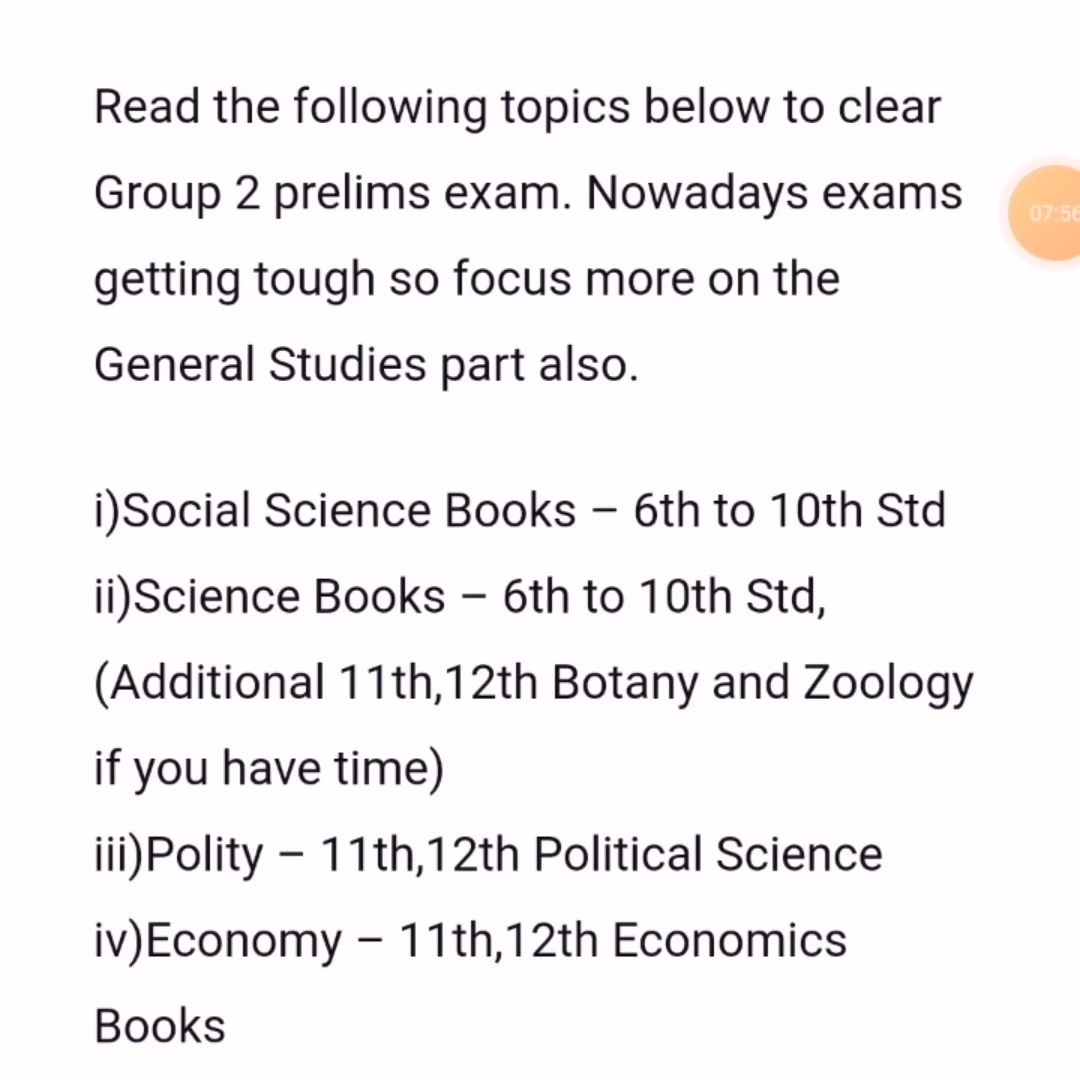 Read the following topics below to clear
Group 2 prelims exam. Nowadays exams
getting tough so focus more on the
General Studies part also.
i)Social Science Books – 6th to 10th Std
ii)Science Books – 6th to 10th Std,
(Additional 11th,12th Botany and Zoology
if you have time)
iii)Polity – 11th,12th Political Science
iv)Economy – 11th,12th Economics
Books
07:56